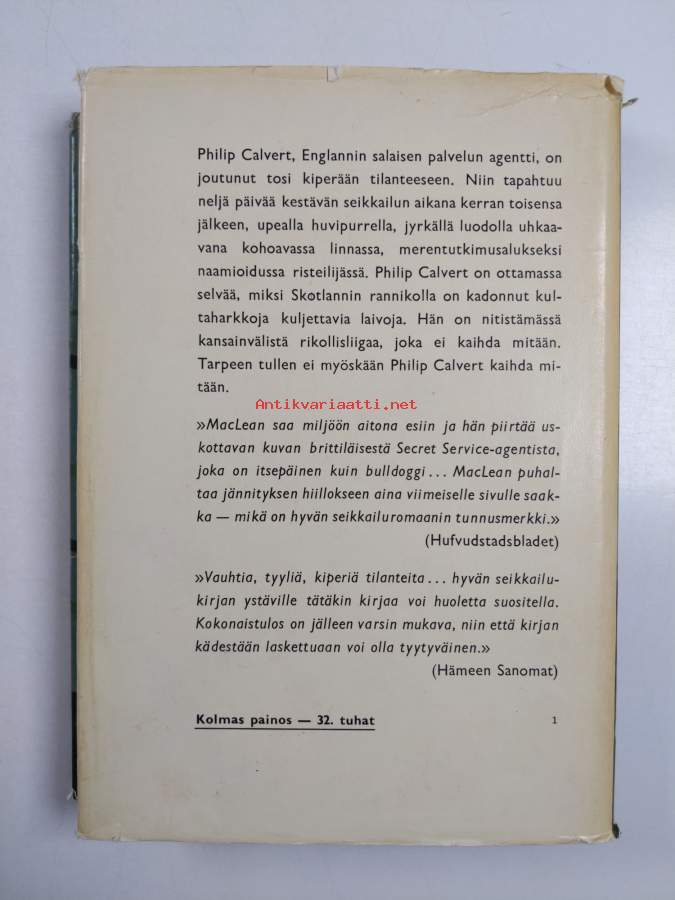 Philip Calvert, Englannin salaisen palvelun agentti, on
joutunut tosi kiperään tilanteeseen. Niin tapahtuu
neljä päivää kestävän seikkailun aikana kerran toisensa
jälkeen, upealla huvipurrella, jyrkällä luodolla uhkaa-
vana kohoavassa linnassa, merentutkimusalukseksi
naamioidussa risteilijässä. Philip Calvert on ottamassa
selvää, miksi Skotlannin rannikolla on kadonnut kul-
taharkkoja kuljettavia laivoja. Hän on nitistämässä
kansainvälistä rikollisliigaa, joka ei kaihda mitään.
Tarpeen tullen ei myöskään Philip Calvert kaihda mi-
tään.
Antikvariaatti.net
»MacLean saa miljöön aitona esiin ja hän piirtää us-
kottavan kuvan brittiläisestä Secret Service-agentista,
joka on itsepäinen kuin bulldoggi... MacLean puhal-
taa jännityksen hiillokseen aina viimeiselle sivulle saak-
ka — mikä on hyvän seikkailuromaanin tunnusmerkki.»
(Hufvudstadsbladet)
»Vauhtia, tyyliä, kiperiä tilanteita... hyvän seikkailu-
kirjan ystäville tätäkin kirjaa voi huoletta suositella.
Kokonaistulos on jälleen varsin mukava, niin että kirjan
kädestään laskettuaan voi olla tyytyväinen.»
(Hämeen Sanomat)
Kolmas painos — 32. tuhat 1